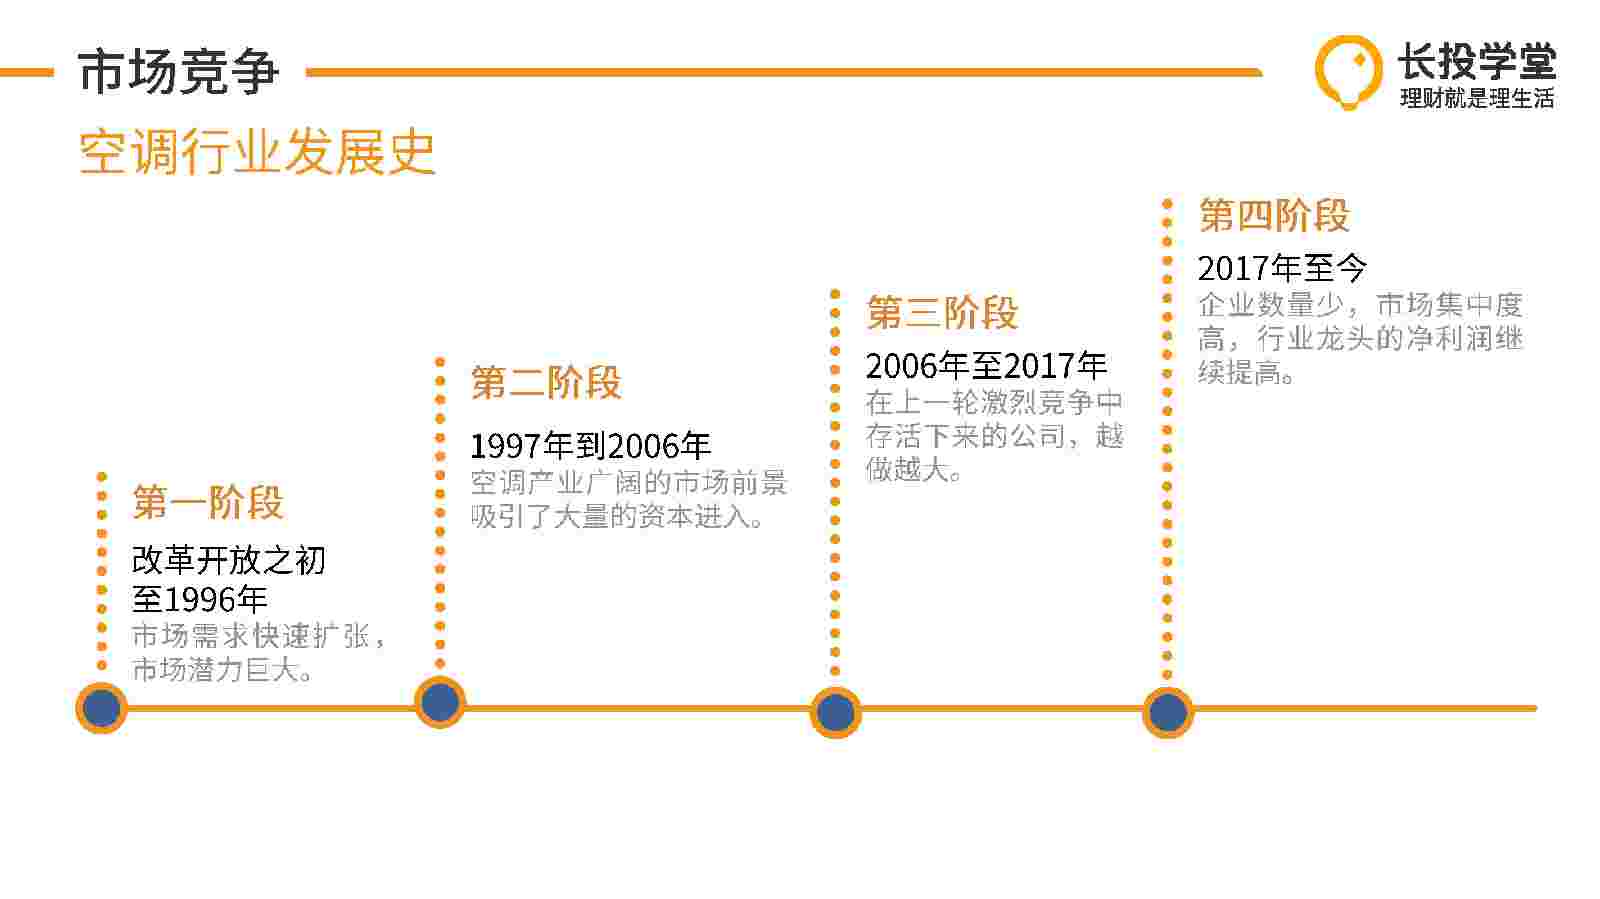 市场竞争
长投学堂
理财就是理生活
空调行业发展史
第一阶段
改革开放之初
至1996年
市场需求快速扩张，
市场潜力巨大。
第二阶段
1997年到2006年
空调产业广阔的市场前景
吸引了大量的资本进入。
第三阶段
2006年至2017年
在上一轮激烈竞争中
存活下来的公司，越
做越大。
第四阶段
2017年至今
企业数量少，市场集中度
高，行业龙头的净利润继
续提高。